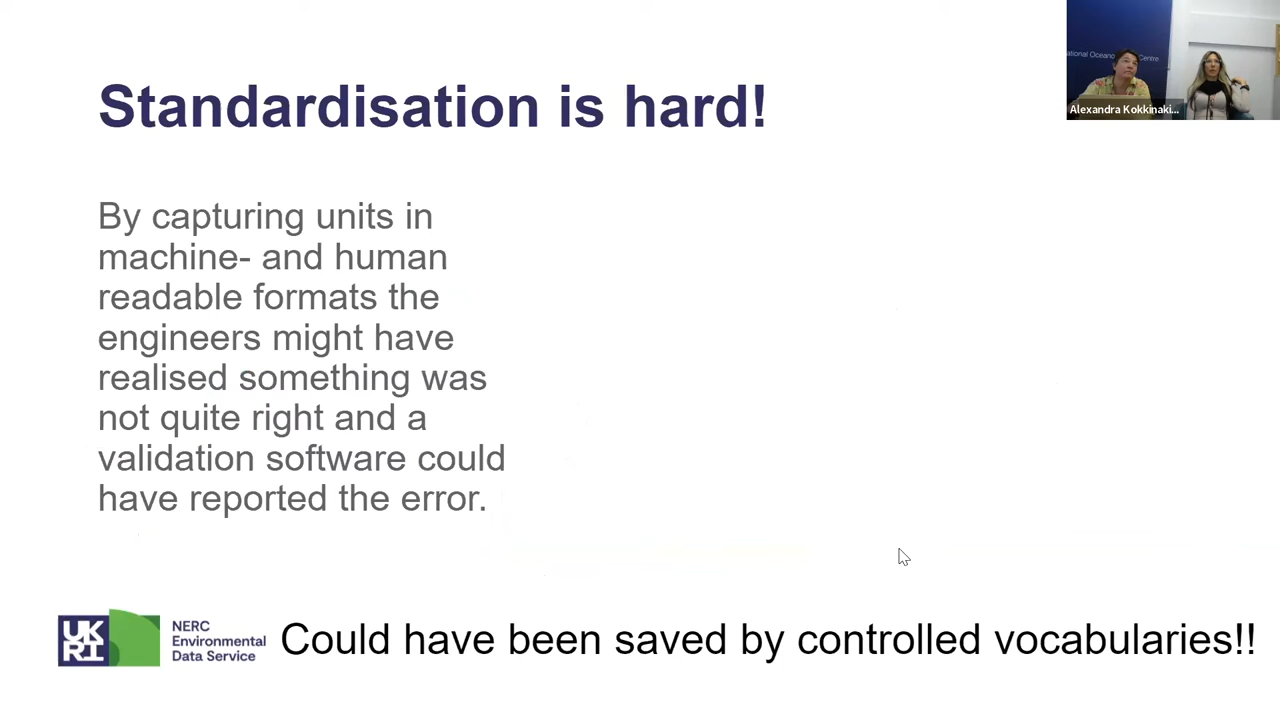 Standardisation is hard!
By capturing units in
machine- and human
readable formats the
engineers might have
realised something was
not quite right and a
validation software could
have reported the error.
UK
RI
NERC
Environmental
Data Service
Could have been saved by controlled vocabularies!!
Alexandra Kokkinaki...